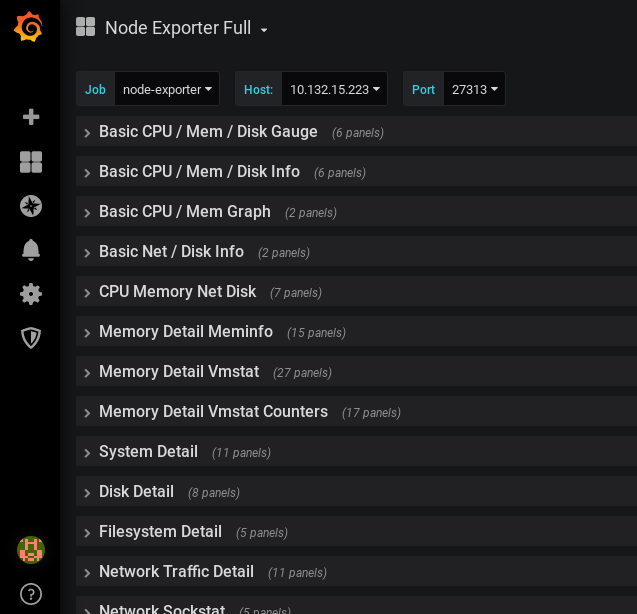 Node Exporter Full
Job node-exporter Host: 10.132.15.223 Port 27313
Basic CPU / Mem / Disk Gauge (6 panels)
Basic CPU / Mem / Disk Info (6 panels)
Basic CPU / Mem Graph (2 panels)
Basic Net / Disk Info (2 panels)
CPU Memory Net Disk (7 panels)
Memory Detail Meminfo (15 panels)
Memory Detail Vmstat (27 panels)
Memory Detail Vmstat Counters (17 panels)
System Detail (11 panels)
Disk Detail (8 panels)
Filesystem Detail (5 panels)
Network Traffic Detail (11 panels)
Network Sockstat (5 panels)